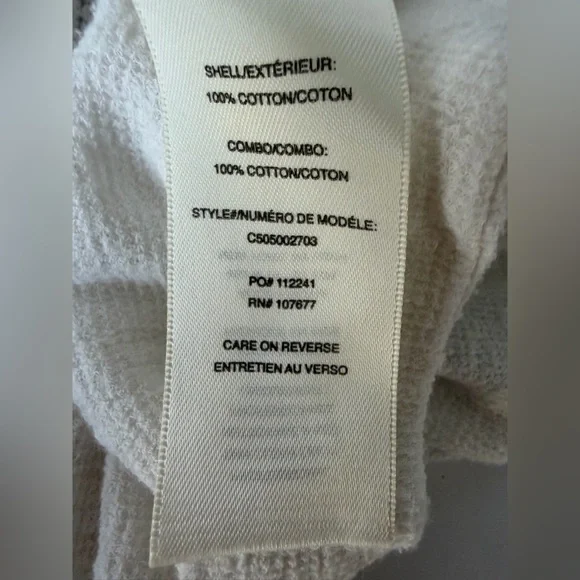 SHELL/EXTÉRIEUR:
100% COTTON/COTON
COMBO/COMBO:
100% COTTON/COTON
STYLE#/NUMÉRO DE MODÉLE:
C505002703
PO# 112241
RN# 107677
CARE ON REVERSE
ENTRETIEN AU VERSO